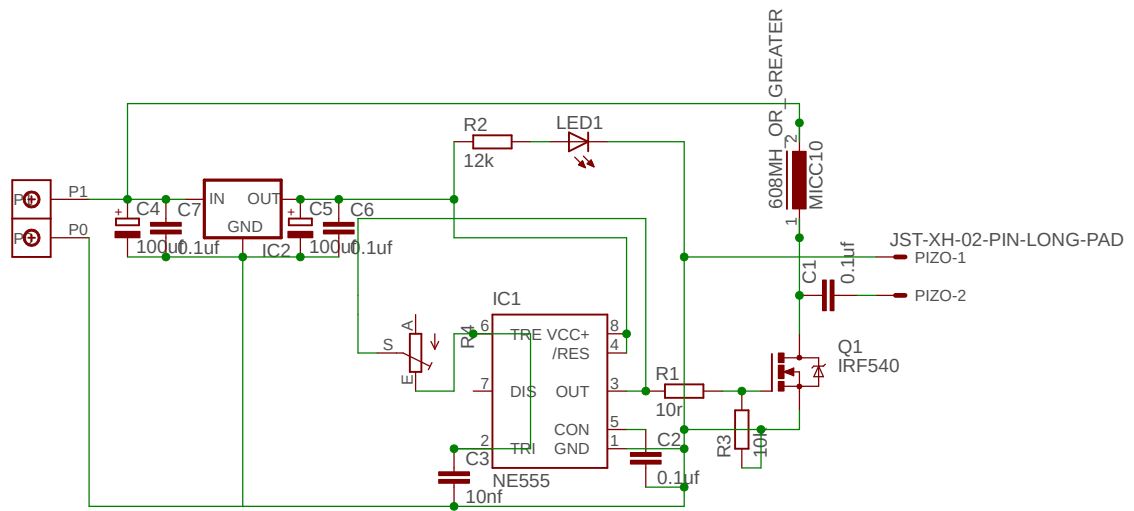 608MH_OR_GREATER
2
MICC10
1
R2
12k
LED1
P1
P0
IN
OUT
GND
IC2
+
C4
100uf
C7
0.1uf
+
C5
100uf
C6
0.1uf
JST-XH-02-PIN-LONG-PAD
PIZO-1
PIZO-2
C1
0.1uf
IC1
A
S
E
R4
6
TRE
VCC+
8
/RES
4
7
DIS
OUT
3
CON
5
2
TRI
GND
1
NE555
R1
10r
Q1
IRF540
R3
C2
0.1uf
C3
10nf